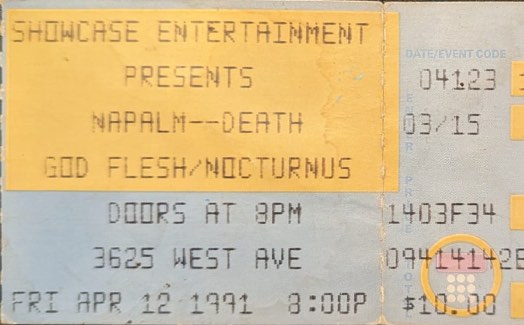 SHOWCASE ENTERTAINMENT
PRESENTS
NAPALM--DEATH
GOD FLESH/NOCTURNUS
DOORS AT 8PM
3625 WEST AVE
FRI APR 12 1991 8:00P
DATE/EVENT CODE
04123
03/15
1403F34
09414142E
$10.00